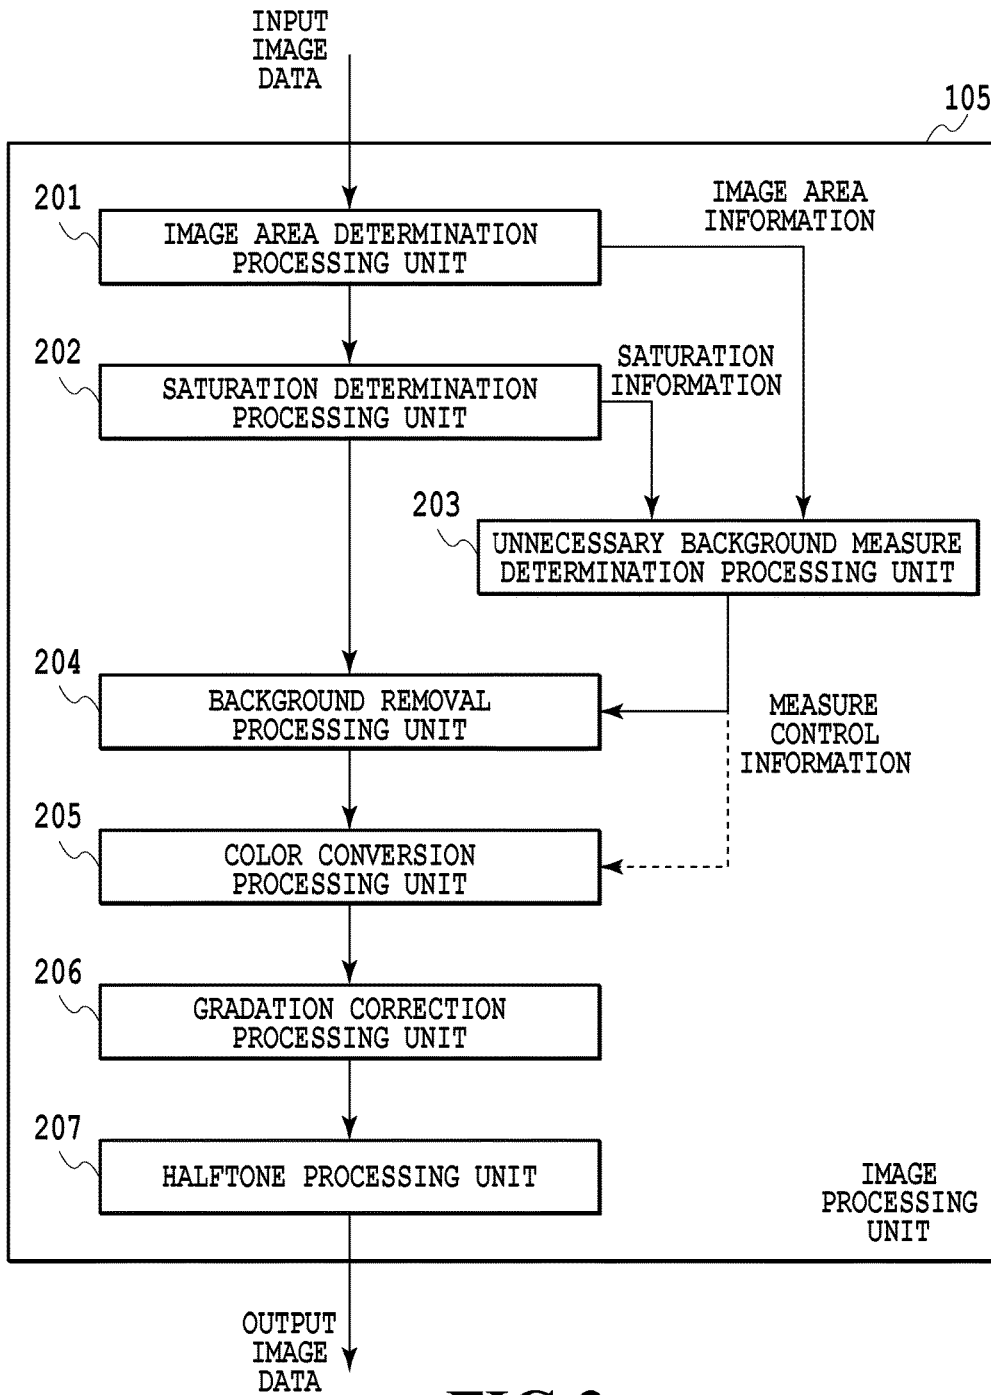 INPUT
IMAGE
DATA
105
201
IMAGE AREA DETERMINATION
PROCESSING UNIT
IMAGE AREA
INFORMATION
202
SATURATION DETERMINATION
PROCESSING UNIT
SATURATION
INFORMATION
203
UNNECESSARY BACKGROUND MEASURE
DETERMINATION PROCESSING UNIT
204
BACKGROUND REMOVAL
PROCESSING UNIT
MEASURE
CONTROL
INFORMATION
205
COLOR CONVERSION
PROCESSING UNIT
206
GRADATION CORRECTION
PROCESSING UNIT
207
HALFTONE PROCESSING UNIT
IMAGE
PROCESSING
UNIT
OUTPUT
IMAGE
DATA